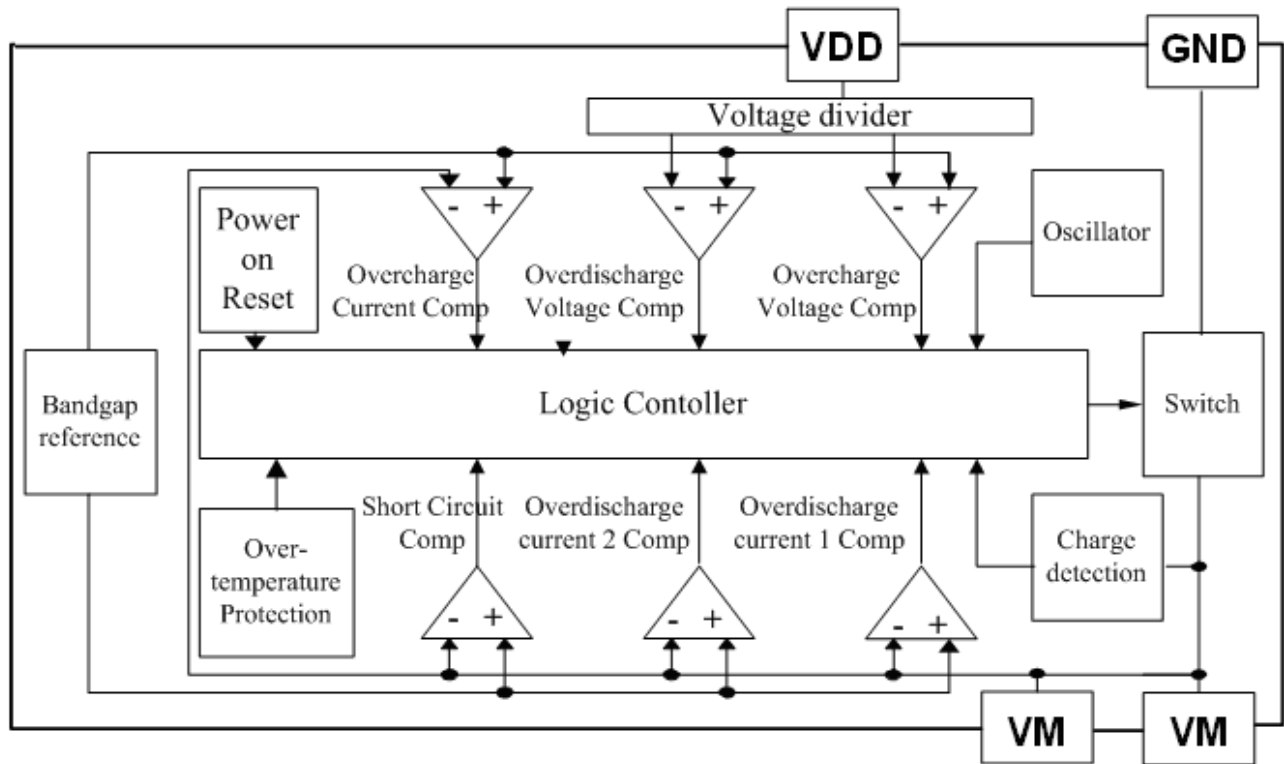 VDD
GND
Voltage divider
- +
- +
- +
Power
on
Reset
Oscillator
Overcharge
Current Comp
Overdischarge
Voltage Comp
Overcharge
Voltage Comp
Bandgap
reference
Logic Contoller
Switch
Over-
temperature
Protection
Short Circuit
Comp
Overdischarge
current 2 Comp
Overdischarge
current 1 Comp
Charge
detection
- +
- +
- +
VM
VM